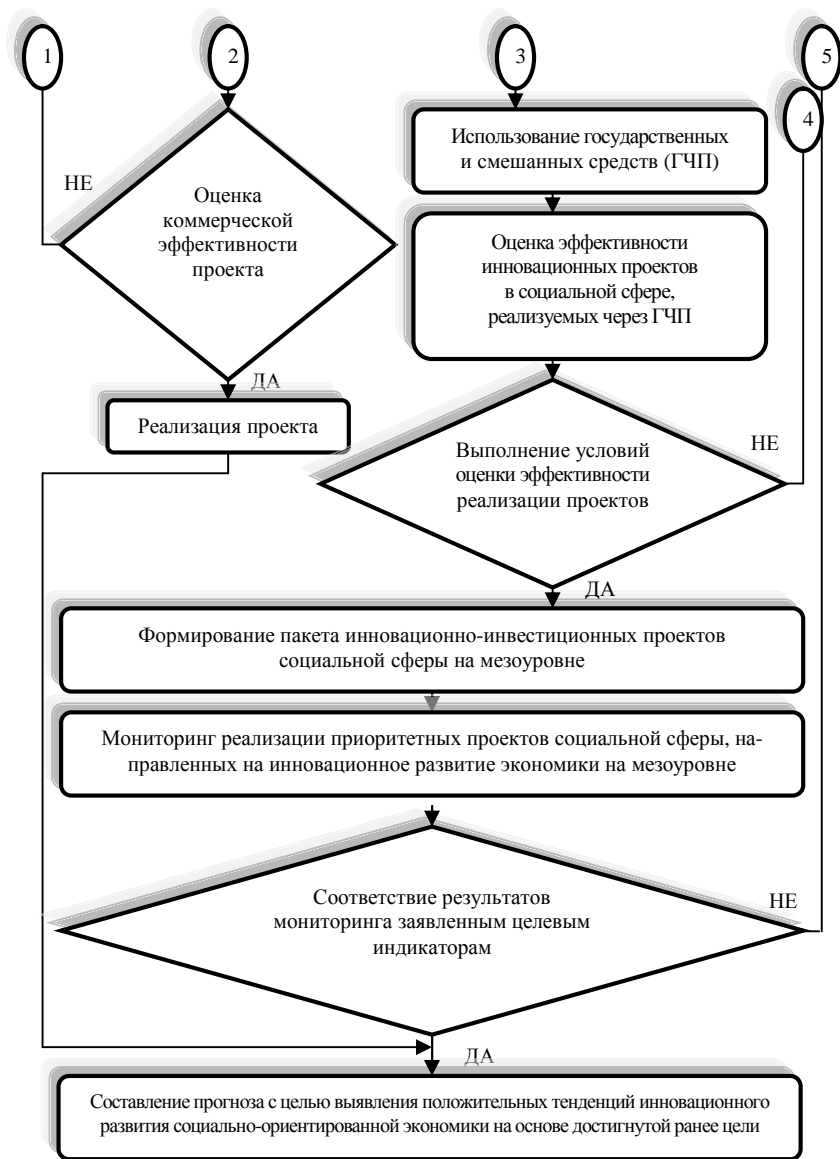 1
2
3
5
4
Использование государственных
и смешанных средств (ГЧП)
НЕ
Оценка
коммерческой
эффективности
проекта
Оценка эффективности
инновационных проектов
в социальной сфере,
реализуемых через ГЧП
ДА
Реализация проекта
НЕ
Выполнение условий
оценки эффективности
реализации проектов
ДА
Формирование пакета инновационно-инвестиционных проектов
социальной сферы на мезоуровне
Мониторинг реализации приоритетных проектов социальной сферы, на-
правленных на инновационное развитие экономики на мезоуровне
Соответствие результатов
мониторинга заявленным целевым
индикаторам
НЕ
ДА
Составление прогноза с целью выявления положительных тенденций инновационного
развития социально-ориентированной экономики на основе достигнутой ранее цели